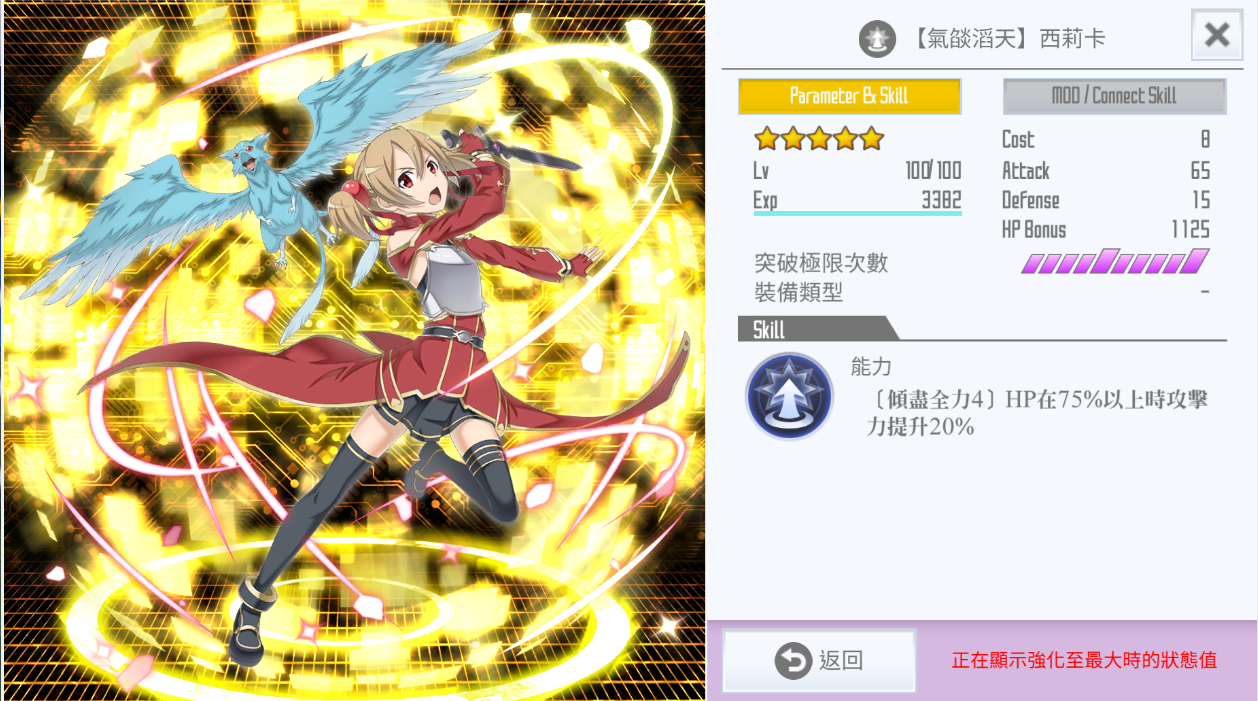 【氣燄滔天】西莉卡
Parameter & Skill
MOD / Connect Skill
Lv 100/100
Exp 3382
Cost 8
Attack 65
Defense 15
HP Bonus 1125
突破極限次數
裝備類型 -
Skill
能力
〔傾盡全力4〕HP在75%以上時攻擊
力提升20%
返回
正在顯示強化至最大時的狀態值